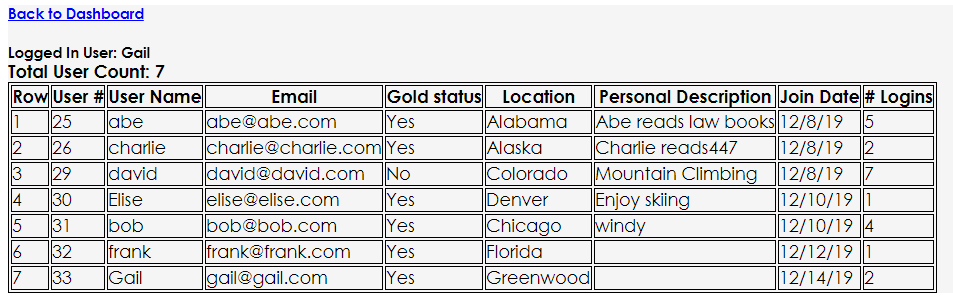 Back to Dashboard
Logged In User: Gail
Total User Count: 7
Row User # User Name Email Gold status Location Personal Description Join Date # Logins
1 25 abe abe@abe.com Yes Alabama Abe reads law books 12/8/19 5
2 26 charlie charlie@charlie.com Yes Alaska Charlie reads447 12/8/19 2
3 29 david david@david.com No Colorado Mountain Climbing 12/8/19 7
4 30 Elise elise@elise.com Yes Denver Enjoy skiing 12/10/19 1
5 31 bob bob@bob.com Yes Chicago windy 12/10/19 4
6 32 frank frank@frank.com Yes Florida 12/12/19 1
7 33 Gail gail@gail.com Yes Greenwood 12/14/19 2